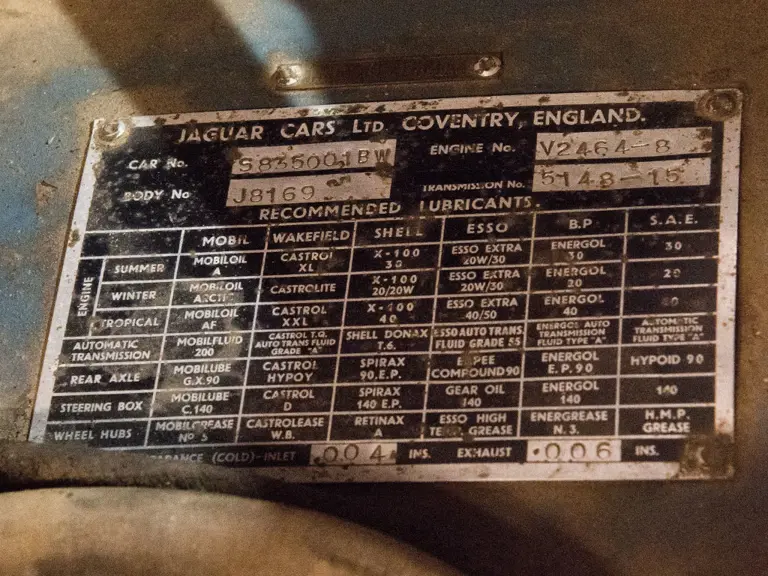 JAGUAR CARS LTD COVENTRY, ENGLAND.
CAR No. S835001BW ENGINE No. V2464-8
BODY No J8169 TRANSMISSION No. 5148-15
RECOMMENDED LUBRICANTS.
MOBIL WAKEFIELD SHELL ESSO B.P S.A.E.
ENGINE
SUMMER MOBILOIL A CASTROL XL X-100 30 ESSO EXTRA 20W/30 ENERGOL 30 30
WINTER MOBILOIL ARCTIC CASTROLITE X-100 20/20W ESSO EXTRA 20W/30 ENERGOL 20 20
TROPICAL MOBILOIL AF CASTROL XXL X-100 40 ESSO EXTRA 40/50 ENERGOL 40
AUTOMATIC TRANSMISSION MOBILFLUID 200 CASTROL T.Q. AUTO TRANS FLUID GRADE "A" SHELL DONAX T.6. ESSO AUTO TRANS. FLUID GRADE 55 ENERGOL AUTO TRANSMISSION FLUID TYPE "A" AUTOMATIC TRANSMISSION FLUID TYPE "A"
REAR AXLE MOBILUBE G.X.90 CASTROL HYPOY SPIRAX 90.E.P. COMPOUND 90 ENERGOL E.P.90 HYPOID 90
STEERING BOX MOBILUBE C.140 CASTROL D SPIRAX 140 E.P. GEAR OIL 140 ENERGOL 140 140
WHEEL HUBS MOBILGREASE No. 5 CASTROLEASE W.B. RETINAX A ESSO HIGH TEMP. GREASE ENERGREASE N.3. H.M.P. GREASE
(COLD)-INLET .004 INS. EXHAUST .006 INS.